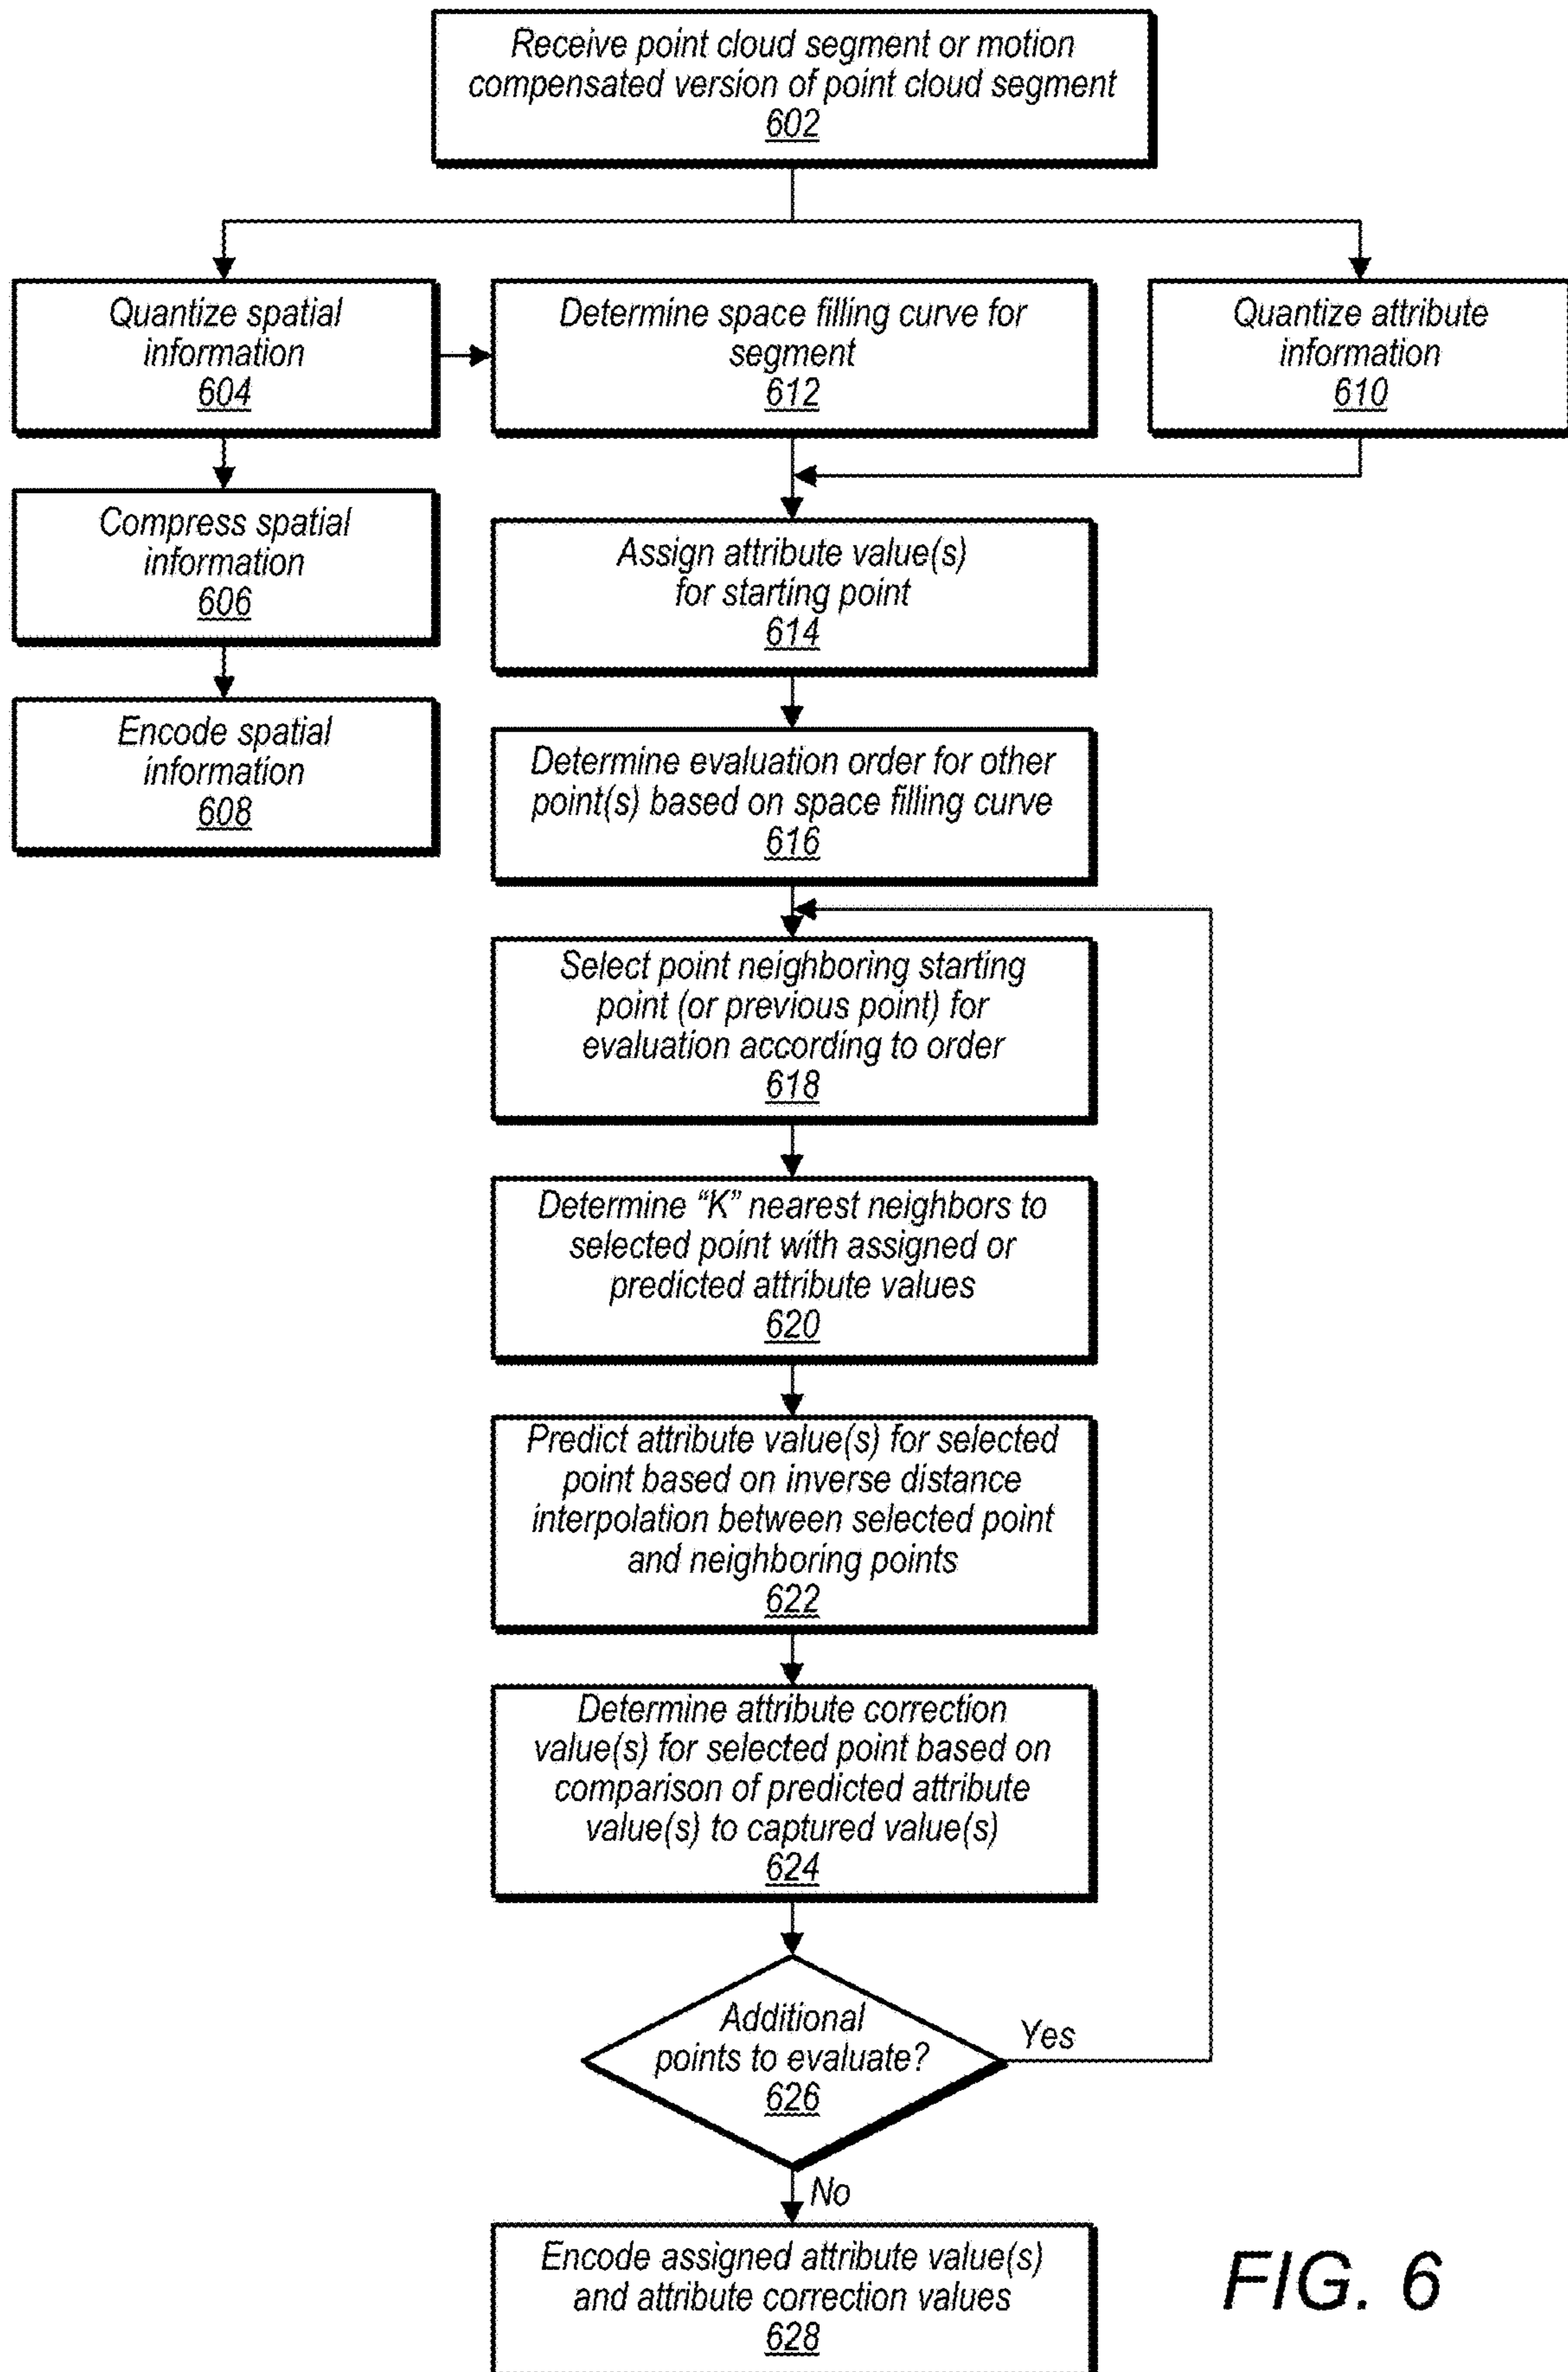 Receive point cloud segment or motion
compensated version of point cloud segment
602
Quantize spatial
information
604
Determine space filling curve for
segment
612
Quantize attribute
information
610
Compress spatial
information
606
Assign attribute value(s)
for starting point
614
Encode spatial
information
608
Determine evaluation order for other
point(s) based on space filling curve
616
Select point neighboring starting
point (or previous point) for
evaluation according to order
618
Determine “K” nearest neighbors to
selected point with assigned or
predicted attribute values
620
Predict attribute value(s) for selected
point based on inverse distance
interpolation between selected point
and neighboring points
622
Determine attribute correction
value(s) for selected point based on
comparison of predicted attribute
value(s) to captured value(s)
624
Additional
points to evaluate?
626
Yes
No
Encode assigned attribute value(s)
and attribute correction values
628
FIG. 6